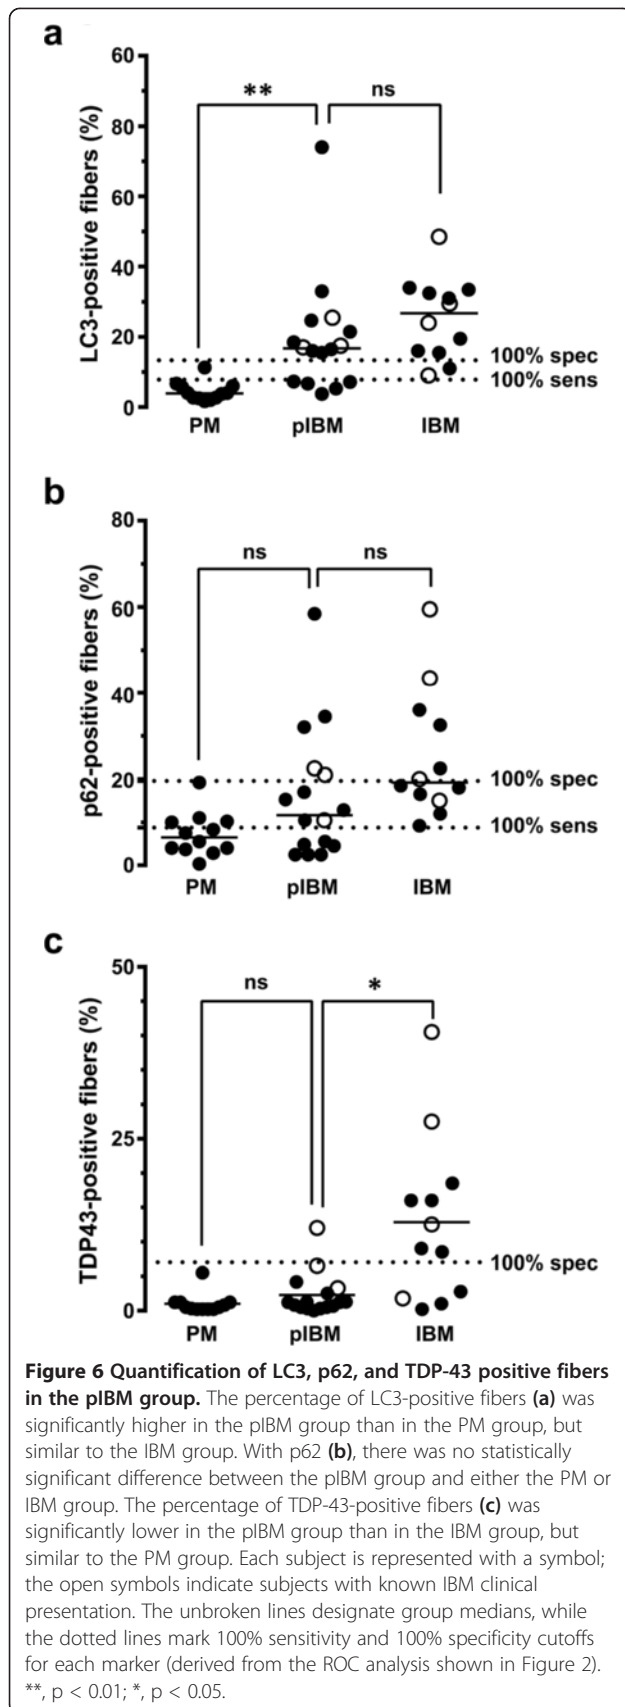 a
60
**
ns
80
60
40
20
0
LC3-positive fibers (%)
100% spec
100% sens
PM pIBM IBM
b
80
ns ns
60
40
20
0
p62-positive fibers (%)
100% spec
100% sens
PM pIBM IBM
c
50
ns *
25
0
TDP43-positive fibers (%)
100% spec
PM pIBM IBM
Figure 6 Quantification of LC3, p62, and TDP-43 positive fibers
in the pIBM group. The percentage of LC3-positive fibers (a) was
significantly higher in the pIBM group than in the PM group, but
similar to the IBM group. With p62 (b), there was no statistically
significant difference between the pIBM group and either the PM or
IBM group. The percentage of TDP-43-positive fibers (c) was
significantly lower in the pIBM group than in the IBM group, but
similar to the PM group. Each subject is represented with a symbol;
the open symbols indicate subjects with known IBM clinical
presentation. The unbroken lines designate group medians, while
the dotted lines mark 100% sensitivity and 100% specificity cutoffs
for each marker (derived from the ROC analysis shown in Figure 2).
**, p < 0.01; *, p < 0.05.